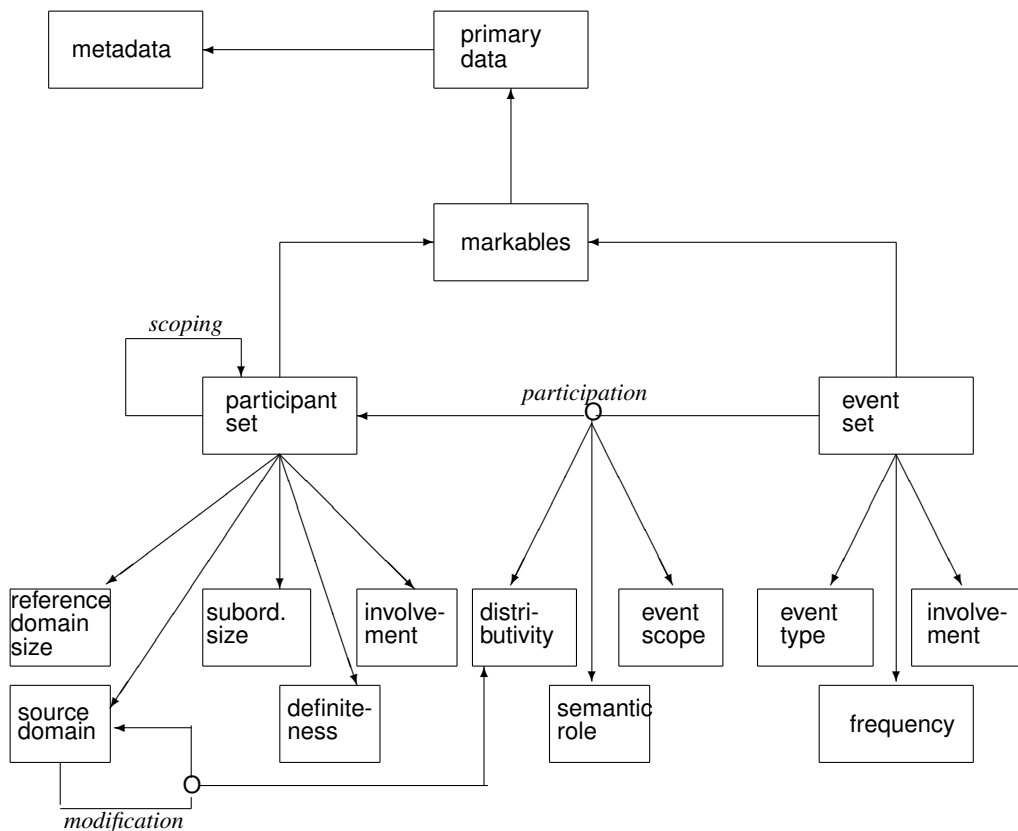 metadata
primary
data
markables
scoping
participant
set
participation
O
event
set
reference
domain
size
subord.
size
involve-
ment
distri-
butivity
event
scope
event
type
involve-
ment
source
domain
definite-
ness
semantic
role
frequency
O
modification